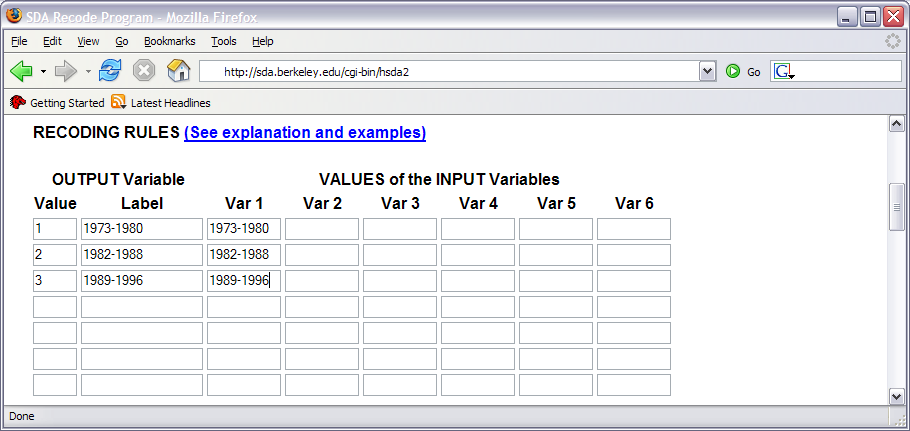 SDA Recode Program - Mozilla Firefox
File Edit View Go Bookmarks Tools Help
http://sda.berkeley.edu/cgi-bin/hsda2 Go G
Getting Started Latest Headlines
RECODING RULES (See explanation and examples)
OUTPUT Variable VALUES of the INPUT Variables
Value Label Var 1 Var 2 Var 3 Var 4 Var 5 Var 6
1 1973-1980 1973-1980
2 1982-1988 1982-1988
3 1989-1996 1989-1996
Done